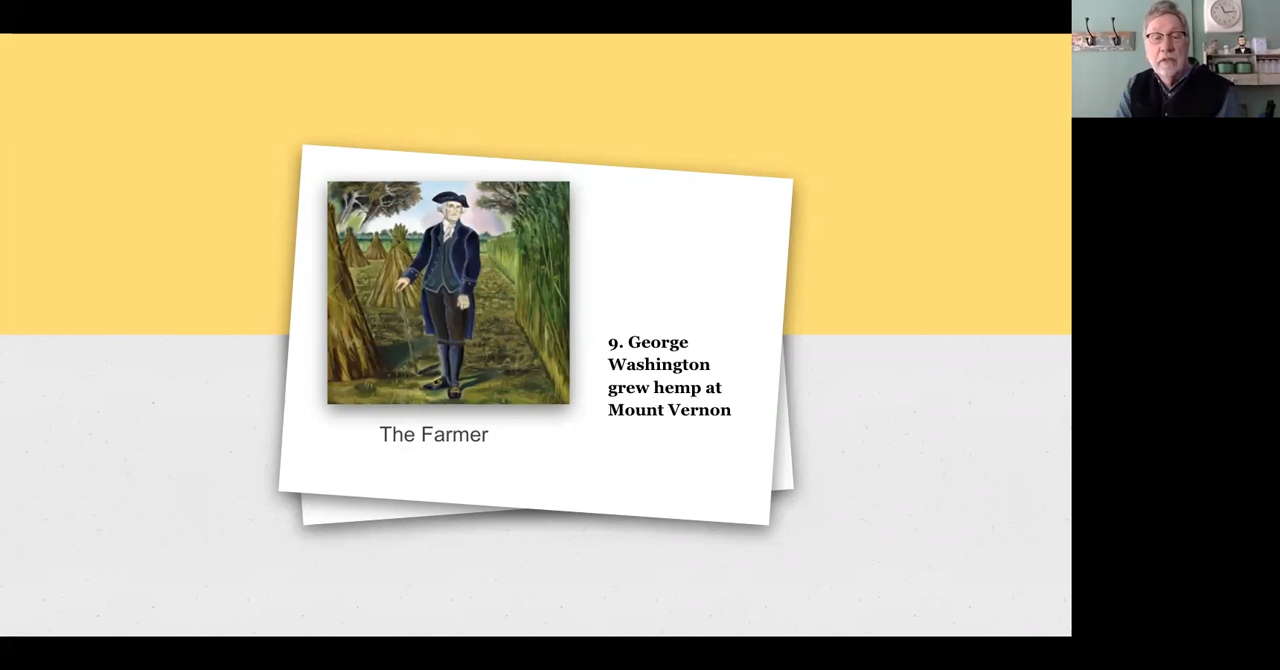 9. George
Washington
grew hemp at
Mount Vernon
The Farmer